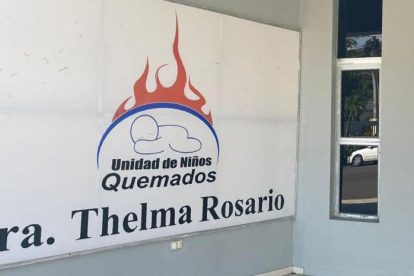 Unidad de Niños
Quemados
ra. Thelma Rosario